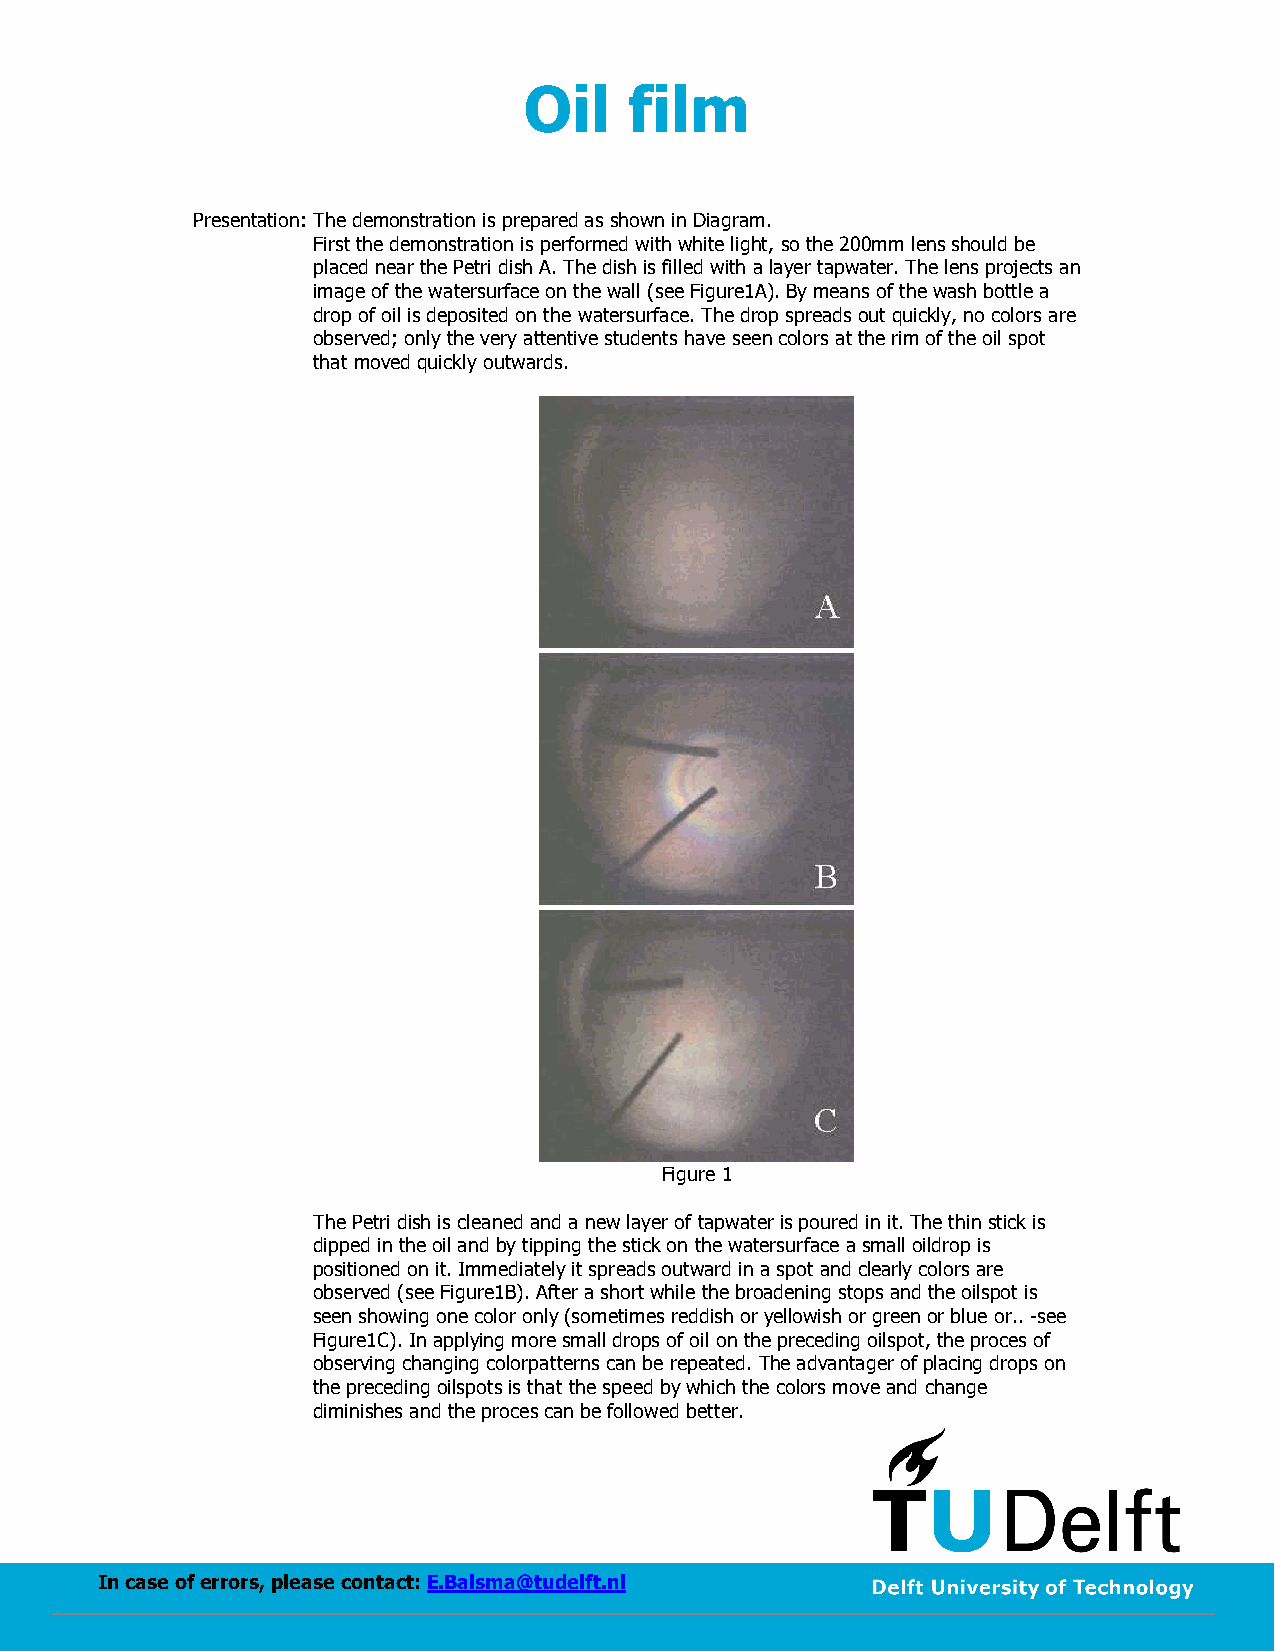 Oil film
Presentation: The demonstration is prepared as shown in Diagram.
First the demonstration is performed with white light, so the 200mm lens should be
placed near the Petri dish A. The dish is filled with a layer tapwater. The lens projects an
image of the watersurface on the wall (see Figure1A). By means of the wash bottle a
drop of oil is deposited on the watersurface. The drop spreads out quickly, no colors are
observed; only the very attentive students have seen colors at the rim of the oil spot
that moved quickly outwards.
A
B
C
Figure 1
The Petri dish is cleaned and a new layer of tapwater is poured in it. The thin stick is
dipped in the oil and by tipping the stick on the watersurface a small oildrop is
positioned on it. Immediately it spreads outward in a spot and clearly colors are
observed (see Figure1B). After a short while the broadening stops and the oilspot is
seen showing one color only (sometimes reddish or yellowish or green or blue or.. -see
Figure1C). In applying more small drops of oil on the preceding oilspot, the proces of
observing changing colorpatterns can be repeated. The advantager of placing drops on
the preceding oilspots is that the speed by which the colors move and change
diminishes and the proces can be followed better.
TUDelft
In case of errors, please contact: E.Balsma@tudelft.nl
Delft University of Technology